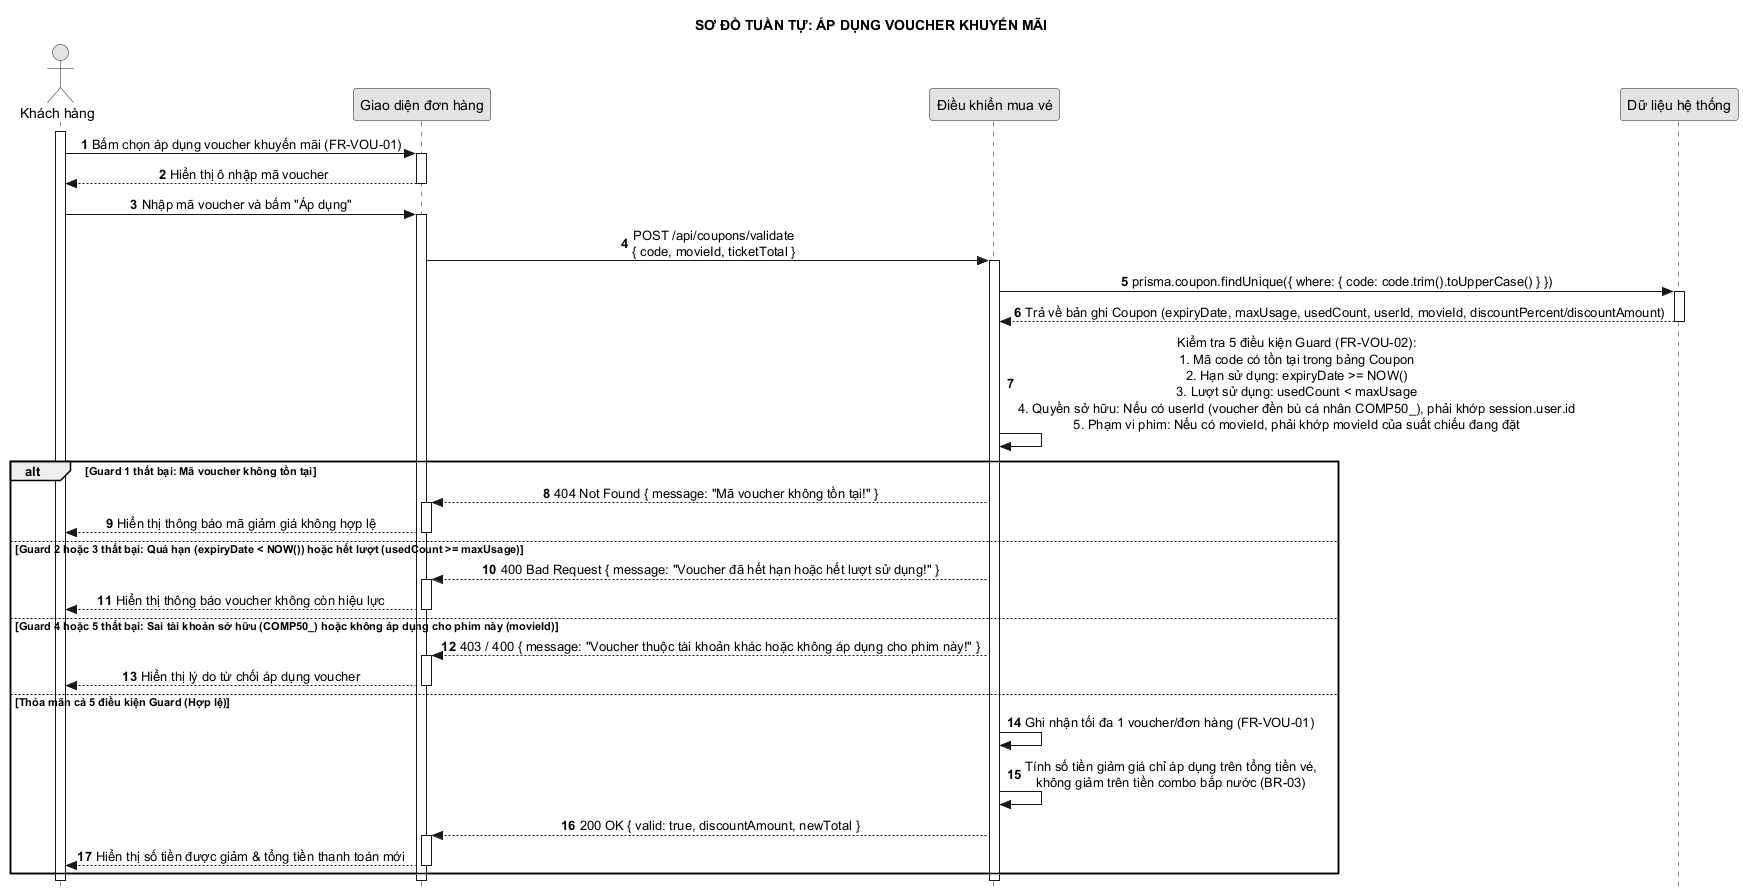 SƠ ĐỒ TUẦN TỰ: ÁP DỤNG VOUCHER KHUYẾN MÃI
Khách hàng
Giao diện đơn hàng
Điều khiển mua vé
Dữ liệu hệ thống
1 Bấm chọn áp dụng voucher khuyến mãi (FR-VOU-01)
2 Hiển thị ô nhập mã voucher
3 Nhập mã voucher và bấm "Áp dụng"
4 POST /api/coupons/validate
{ code, movieId, ticketTotal }
5 prisma.coupon.findUnique({ where: { code: code.trim().toUpperCase() } })
6 Trả về bản ghi Coupon (expiryDate, maxUsage, usedCount, userId, movieId, discountPercent/discountAmount)
7 Kiểm tra 5 điều kiện Guard (FR-VOU-02):
1. Mã code có tồn tại trong bảng Coupon
2. Hạn sử dụng: expiryDate >= NOW()
3. Lượt sử dụng: usedCount < maxUsage
4. Quyền sở hữu: Nếu có userId (voucher đền bù cá nhân COMP50_), phải khớp session.user.id
5. Phạm vi phim: Nếu có movieId, phải khớp movieId của suất chiếu đang đặt
alt [Guard 1 thất bại: Mã voucher không tồn tại]
8 404 Not Found { message: "Mã voucher không tồn tại!" }
9 Hiển thị thông báo mã giảm giá không hợp lệ
[Guard 2 hoặc 3 thất bại: Quá hạn (expiryDate < NOW()) hoặc hết lượt (usedCount >= maxUsage)]
10 400 Bad Request { message: "Voucher đã hết hạn hoặc hết lượt sử dụng!" }
11 Hiển thị thông báo voucher không còn hiệu lực
[Guard 4 hoặc 5 thất bại: Sai tài khoản sở hữu (COMP50_) hoặc không áp dụng cho phim này (movieId)]
12 403 / 400 { message: "Voucher thuộc tài khoản khác hoặc không áp dụng cho phim này!" }
13 Hiển thị lý do từ chối áp dụng voucher
[Thỏa mãn cả 5 điều kiện Guard (Hợp lệ)]
14 Ghi nhận tối đa 1 voucher/đơn hàng (FR-VOU-01)
15 Tính số tiền giảm giá chỉ áp dụng trên tổng tiền vé,
không giảm trên tiền combo bắp nước (BR-03)
16 200 OK { valid: true, discountAmount, newTotal }
17 Hiển thị số tiền được giảm & tổng tiền thanh toán mới